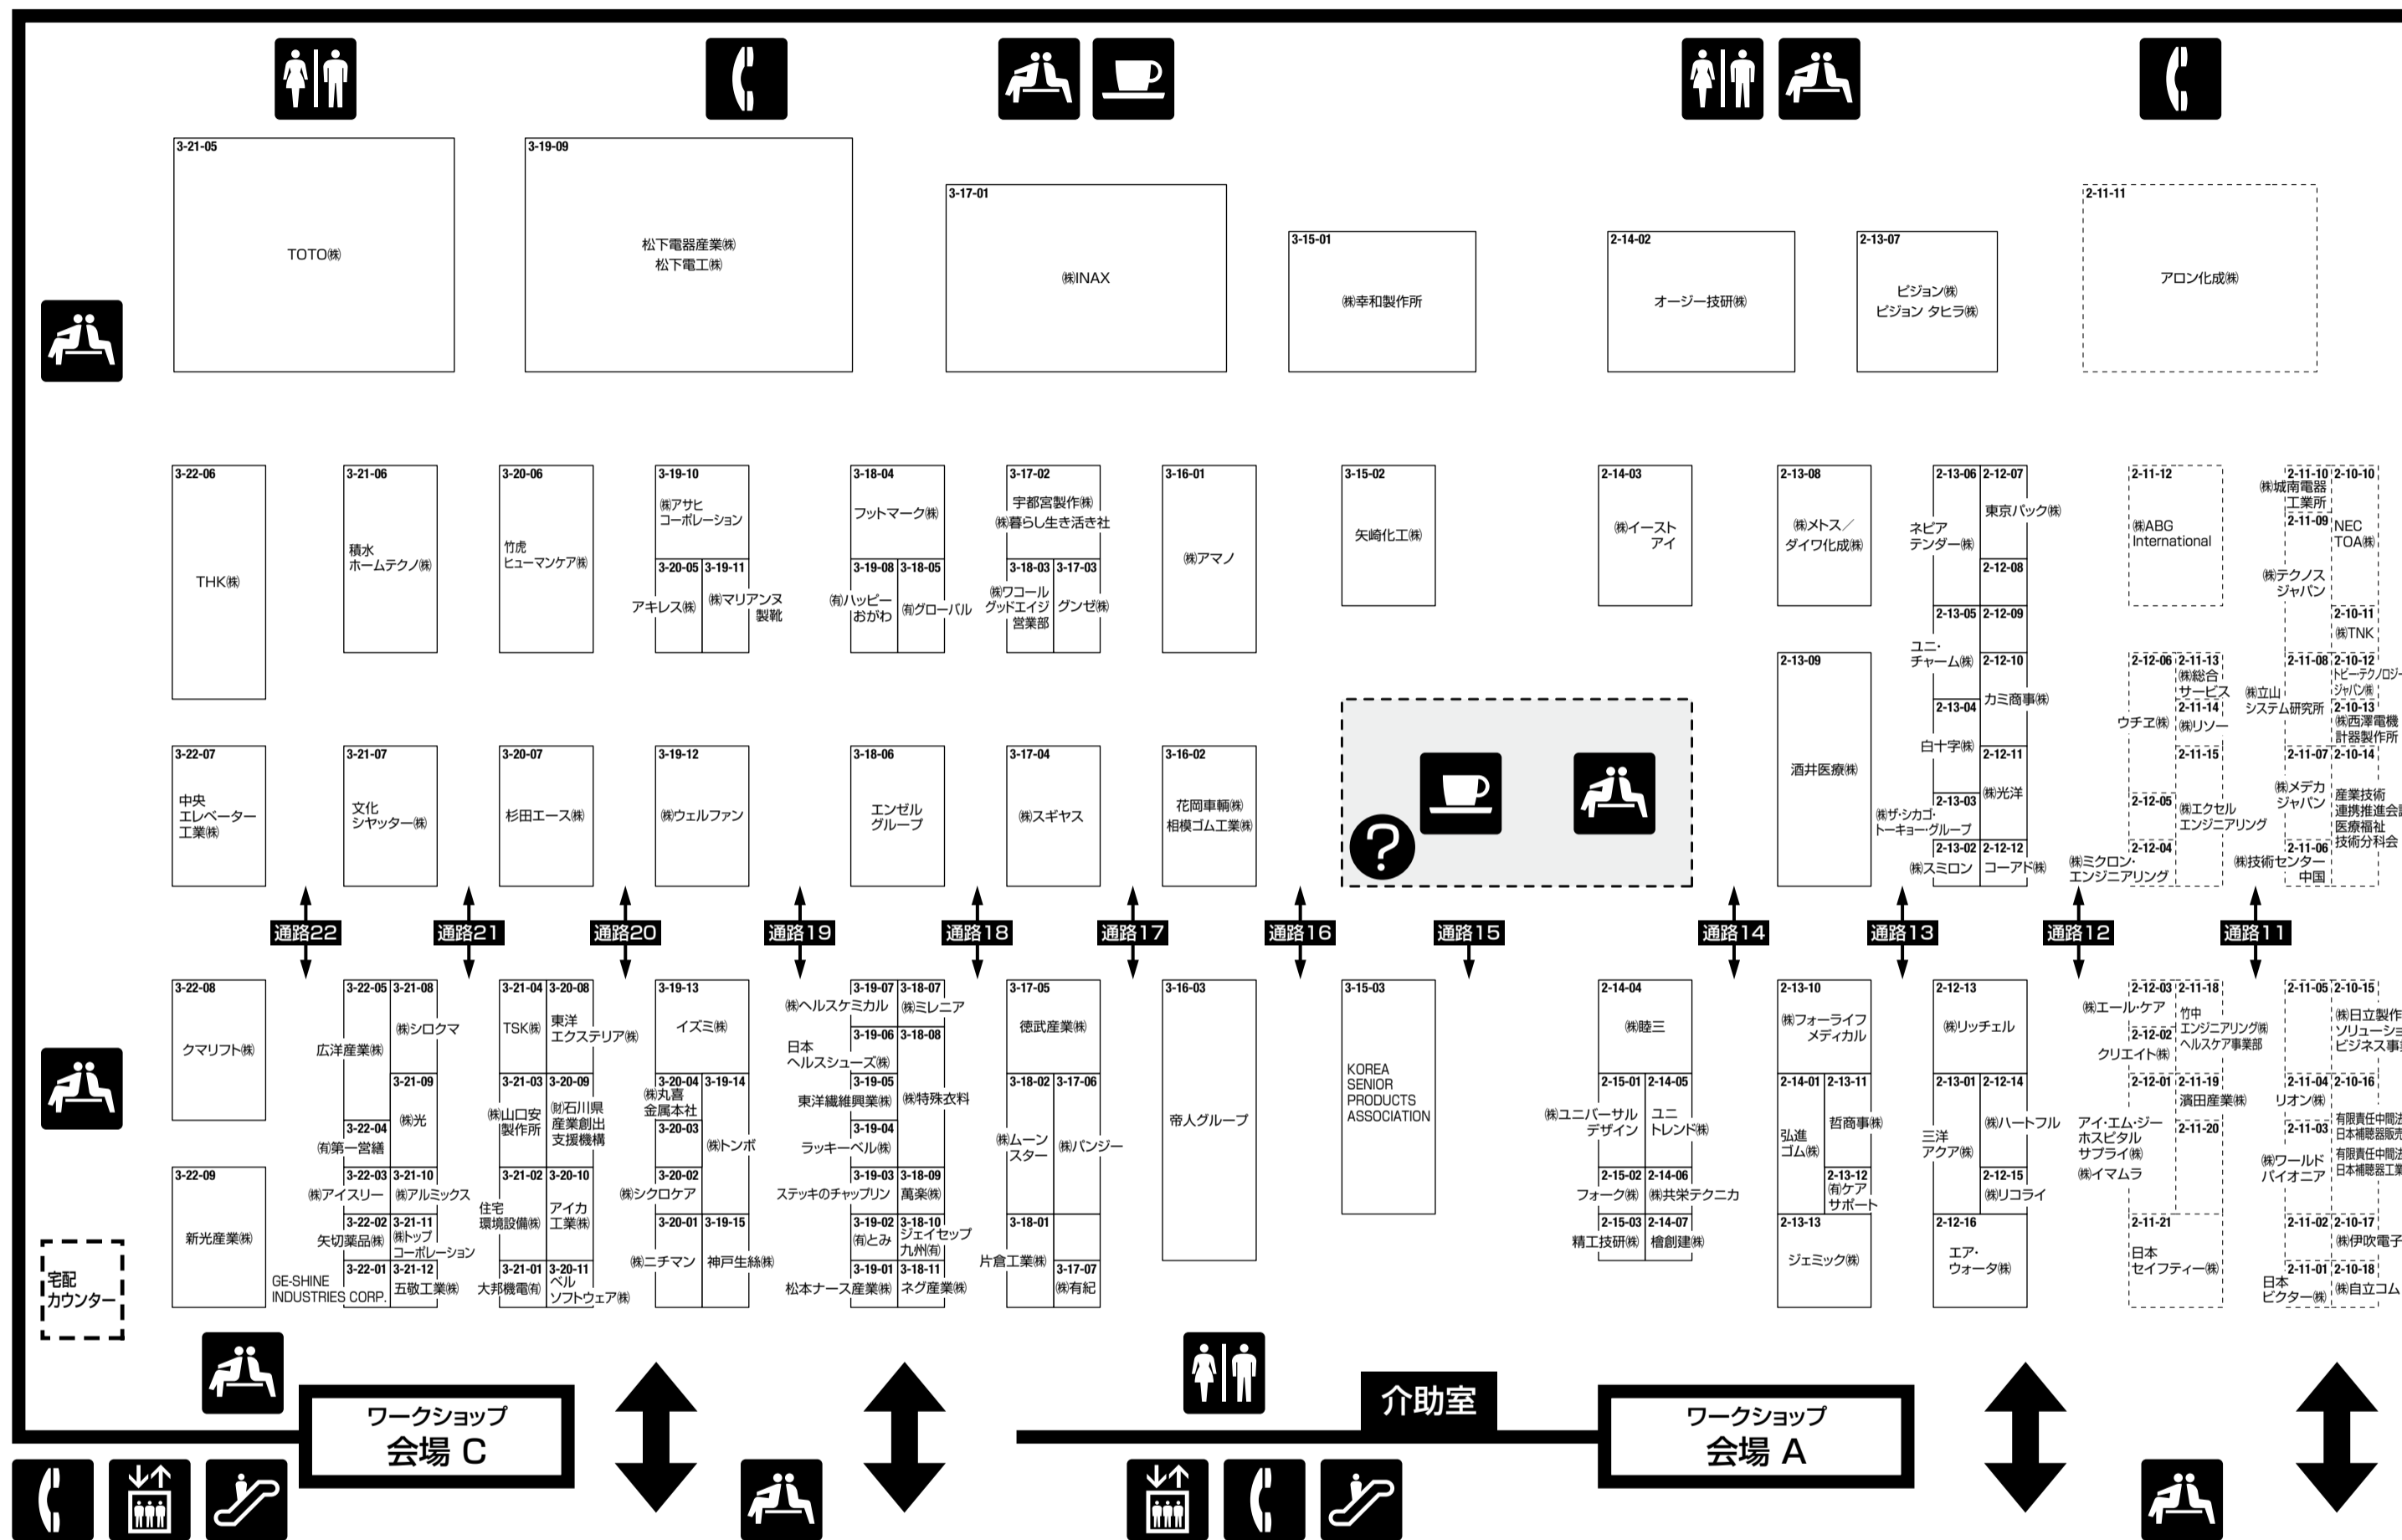 3-21-05
TOTO㈱
3-19-09
松下電器産業㈱
松下電工㈱
3-17-01
㈱INAX
3-15-01
㈱幸和製作所
2-14-02
オージー技研㈱
2-13-07
ピジョン㈱
ピジョン タヒラ㈱
2-11-11
アロン化成㈱
3-22-06
THK㈱
3-21-06
積水
ホームテクノ㈱
3-20-06
竹虎
ヒューマンケア㈱
3-19-10
㈱アサヒ
コーポレーション
3-20-05
アキレス㈱
3-19-11
㈱マリアンヌ
製靴
3-18-04
フットマーク㈱
3-19-08
㈲ハッピー
おがわ
3-18-05
㈲グローバル
3-17-02
宇都宮製作㈱
㈱暮らし生き活き社
3-18-03
㈱ワコール
グッドエイジ
営業部
3-17-03
グンゼ㈱
3-16-01
㈱アマノ
3-15-02
矢崎化工㈱
2-14-03
㈱イースト
アイ
2-13-08
㈱メトス／
ダイワ化成㈱
2-13-09
酒井医療㈱
2-13-06
ネピア
テンダー㈱
2-12-07
東京パック㈱
2-12-08
2-13-05
ユニ・
チャーム㈱
2-12-09
2-12-10
カミ商事㈱
2-13-04
白十字㈱
2-12-11
㈱光洋
2-13-03
㈱ザ・シカゴ・
トーキョー・グループ
2-13-02
㈱スミロン
2-12-12
コーアド㈱
2-11-12
㈱ABG
International
2-12-06
ウチヱ㈱
2-11-13
㈱総合
サービス
2-11-14
㈱リソー
2-11-15
㈱エクセル
エンジニアリング
2-12-05
2-12-04
㈱ミクロン・
エンジニアリング
2-11-10
㈱城南電器
工業所
2-10-10
NEC
TOA㈱
2-11-09
㈱テクノス
ジャパン
2-10-11
㈱TNK
2-11-08
㈱立山
システム研究所
2-10-12
トビー・テクノロジー
ジャパン㈱
2-10-13
㈱西澤電機
計器製作所
2-11-07
㈱メデカ
ジャパン
2-10-14
産業技術
連携推進会議
医療福祉
技術分科会
2-11-06
㈱技術センター
中国
3-22-07
中央
エレベーター
工業㈱
3-21-07
文化
シヤッター㈱
3-20-07
杉田エース㈱
3-19-12
㈱ウェルファン
3-18-06
エンゼル
グループ
3-17-04
㈱スギヤス
3-16-02
花岡車輌㈱
相模ゴム工業㈱
?
通路22
通路21
通路20
通路19
通路18
通路17
通路16
通路15
通路14
通路13
通路12
通路11
3-22-08
クマリフト㈱
3-22-09
新光産業㈱
3-22-05
広洋産業㈱
3-21-08
㈱シロクマ
3-21-09
㈱光
3-22-04
㈲第一営繕
3-22-03
㈱アイスリー
3-21-10
㈱アルミックス
3-22-02
矢切薬品㈱
3-21-11
㈱トップ
コーポレーション
3-22-01
GE-SHINE
INDUSTRIES CORP.
3-21-12
五敬工業㈱
3-21-04
TSK㈱
3-20-08
東洋
エクステリア㈱
3-21-03
㈱山口安
製作所
3-20-09
㈶石川県
産業創出
支援機構
3-21-02
住宅
環境設備㈱
3-20-10
アイカ
工業㈱
3-21-01
大邦機電㈲
3-20-11
ベル
ソフトウェア㈱
3-19-13
イズミ㈱
3-20-04
㈱丸喜
金属本社
3-19-14
㈱トンボ
3-20-03
3-20-02
㈱シクロケア
3-20-01
㈱ニチマン
3-19-15
神戸生絲㈱
3-19-07
㈱ヘルスケミカル
3-18-07
㈱ミレニア
3-19-06
日本
ヘルスシューズ㈱
3-18-08
㈱特殊衣料
3-19-05
東洋繊維興業㈱
3-19-04
ラッキーベル㈱
3-19-03
ステッキのチャップリン
3-18-09
萬楽㈱
3-19-02
㈲とみ
3-18-10
ジェイセップ
九州㈲
3-19-01
松本ナース産業㈱
3-18-11
ネグ産業㈱
3-17-05
徳武産業㈱
3-18-02
㈱ムーン
スター
3-17-06
㈱パンジー
3-18-01
片倉工業㈱
3-17-07
㈱有紀
3-16-03
帝人グループ
3-15-03
KOREA
SENIOR
PRODUCTS
ASSOCIATION
2-14-04
㈱睦三
2-15-01
㈱ユニバーサル
デザイン
2-14-05
ユニ
トレンド㈱
2-15-02
フォーク㈱
2-14-06
㈱共栄テクニカ
2-15-03
精工技研㈱
2-14-07
檜創建㈱
2-13-10
㈱フォーライフ
メディカル
2-14-01
弘進
ゴム㈱
2-13-11
哲商事㈱
2-13-12
㈲ケア
サポート
2-13-13
ジェミック㈱
2-12-13
㈱リッチェル
2-13-01
三洋
アクア㈱
2-12-14
㈱ハートフル
2-12-15
㈱リコライ
2-12-16
エア・
ウォータ㈱
2-12-03
㈱エール・ケア
2-11-18
竹中
エンジニアリング㈱
ヘルスケア事業部
2-12-02
クリエイト㈱
2-12-01
アイ・エム・ジー
ホスピタル
サプライ㈱
㈱イマムラ
2-11-19
濱田産業㈱
2-11-20
2-11-21
日本
セイフティー㈱
2-11-05
2-10-15
㈱日立製作
ソリューショ
ビジネス事業
2-11-04
リオン㈱
2-10-16
有限責任中間法
日本補聴器販売
有限責任中間法
日本補聴器工業
2-11-03
㈱ワールド
パイオニア
2-11-02
2-10-17
㈱伊吹電子
2-11-01
日本
ビクター㈱
2-10-18
㈱自立コム
宅配
カウンター
ワークショップ
会場 C
介助室
ワークショップ
会場 A